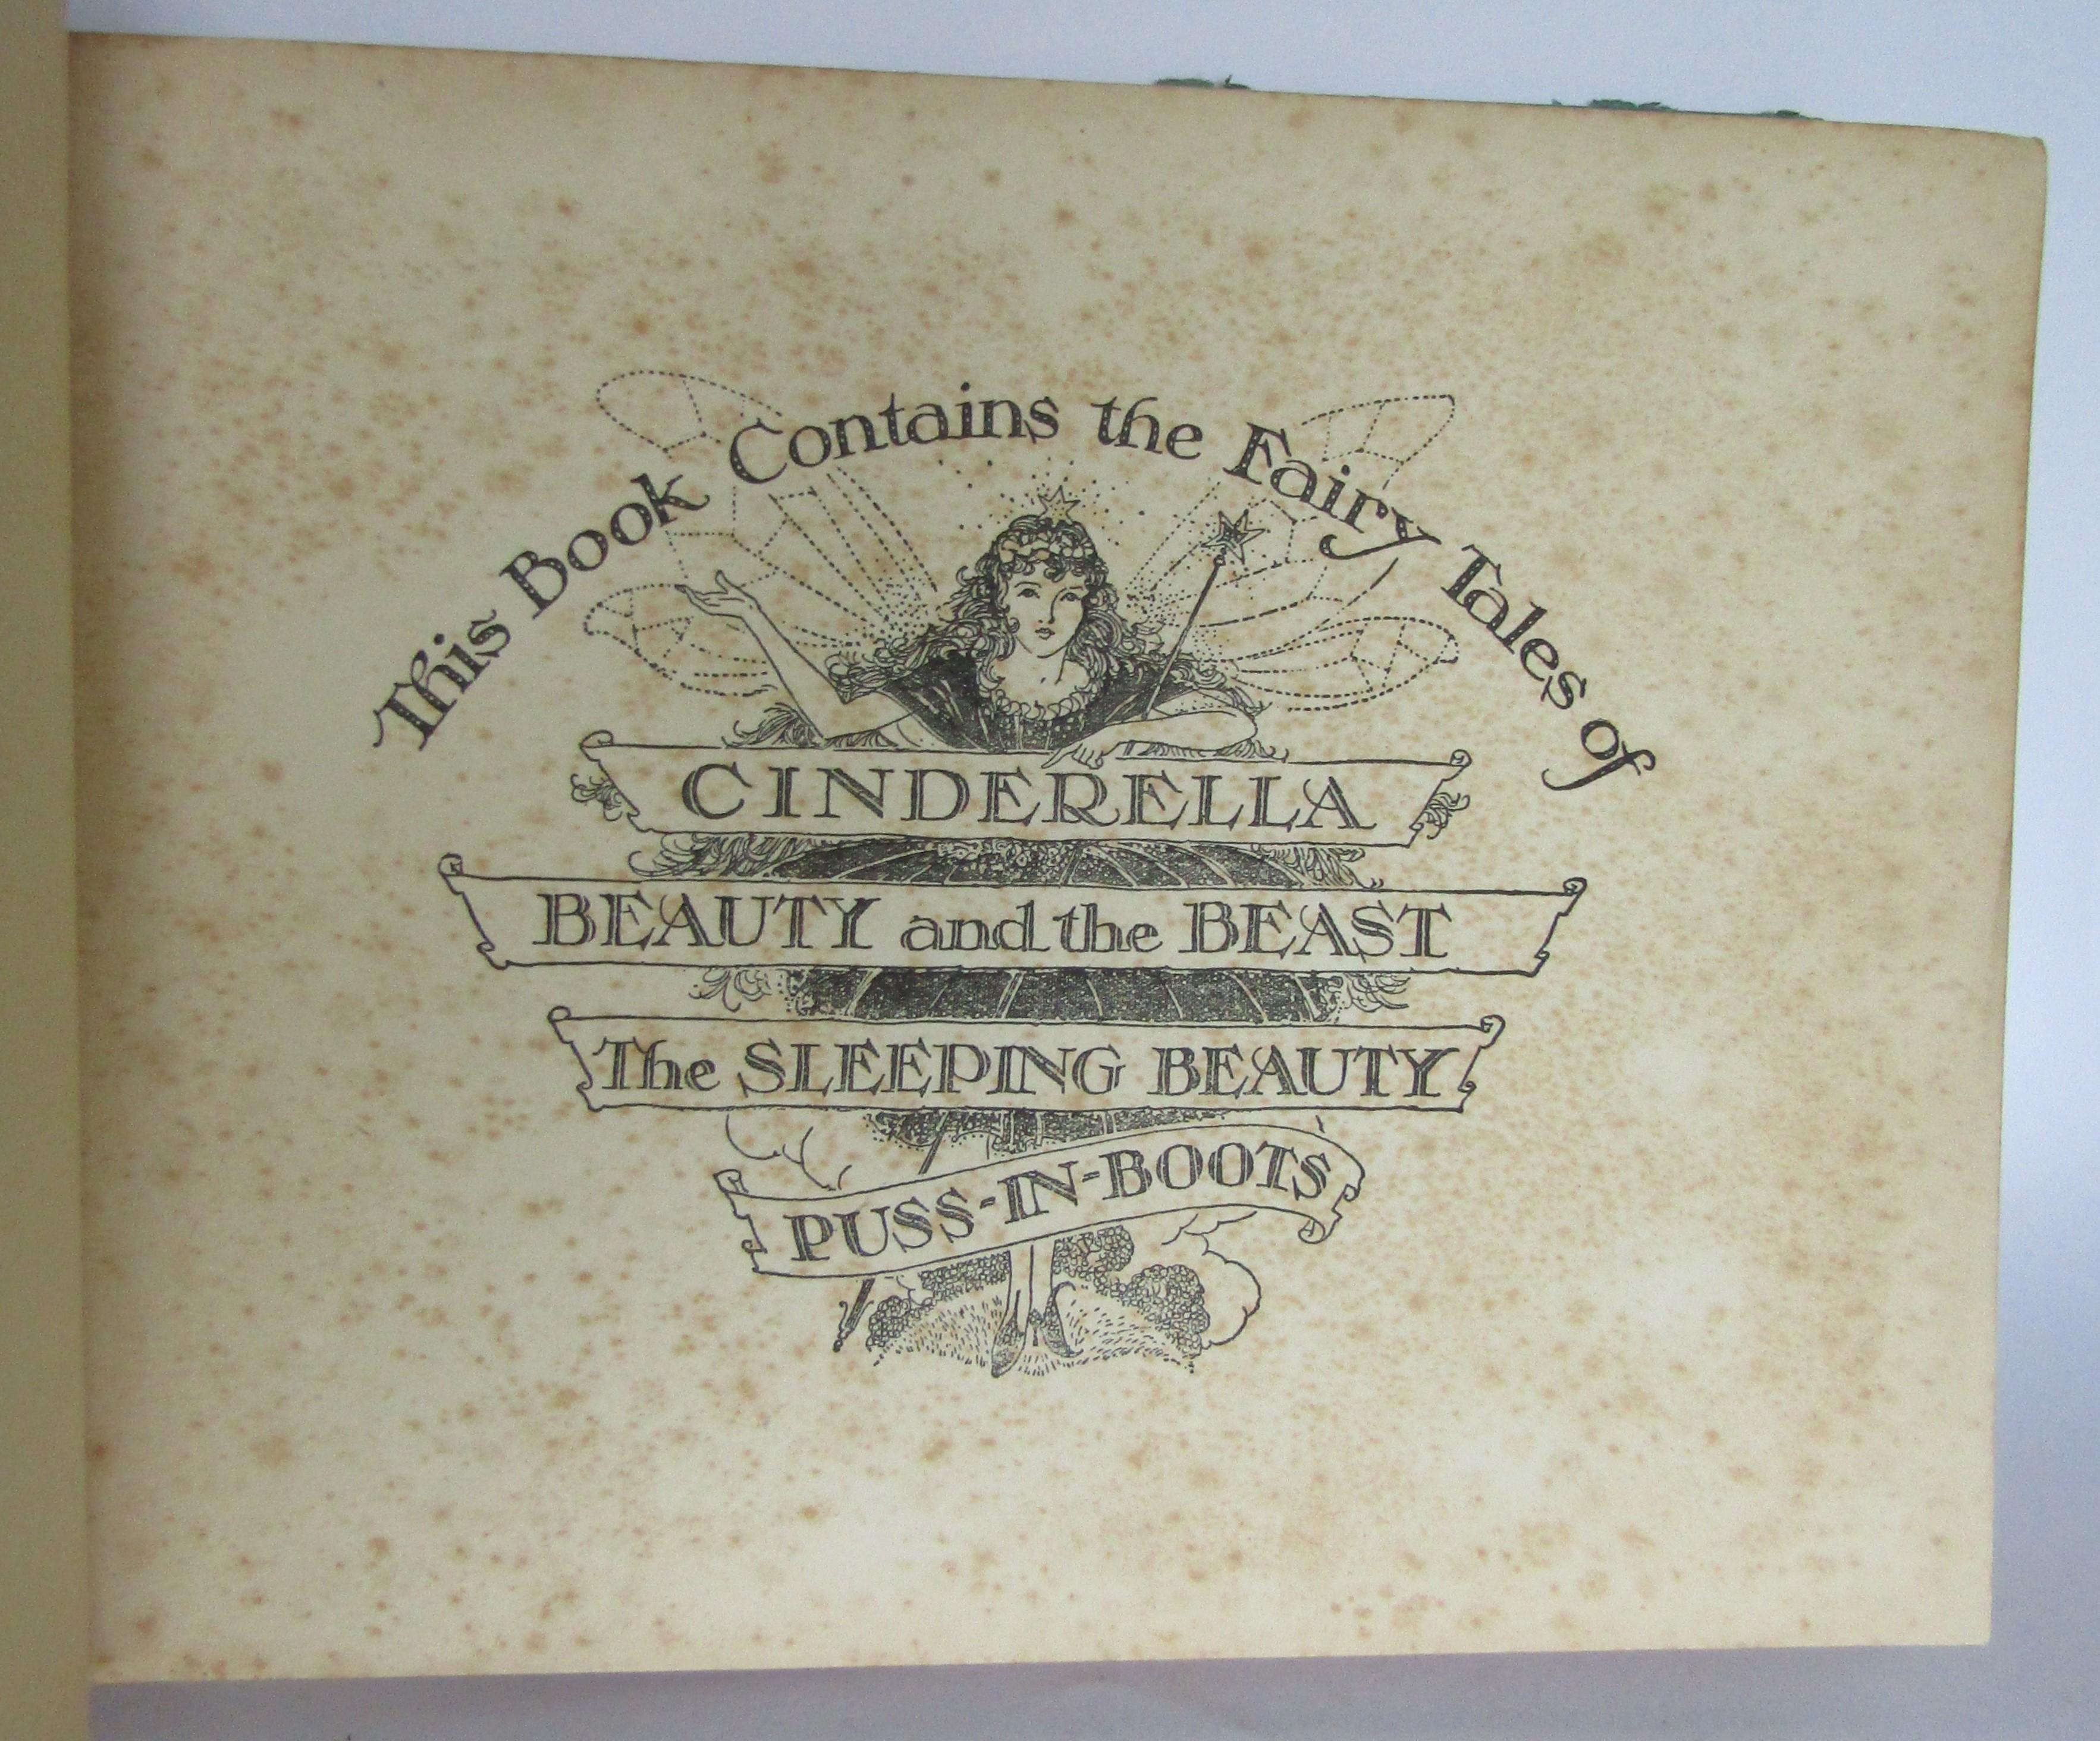 This Book Contains the Fairy Tales of
CINDERELLA
BEAUTY and the BEAST
The SLEEPING BEAUTY
PUSS-IN-BOOTS